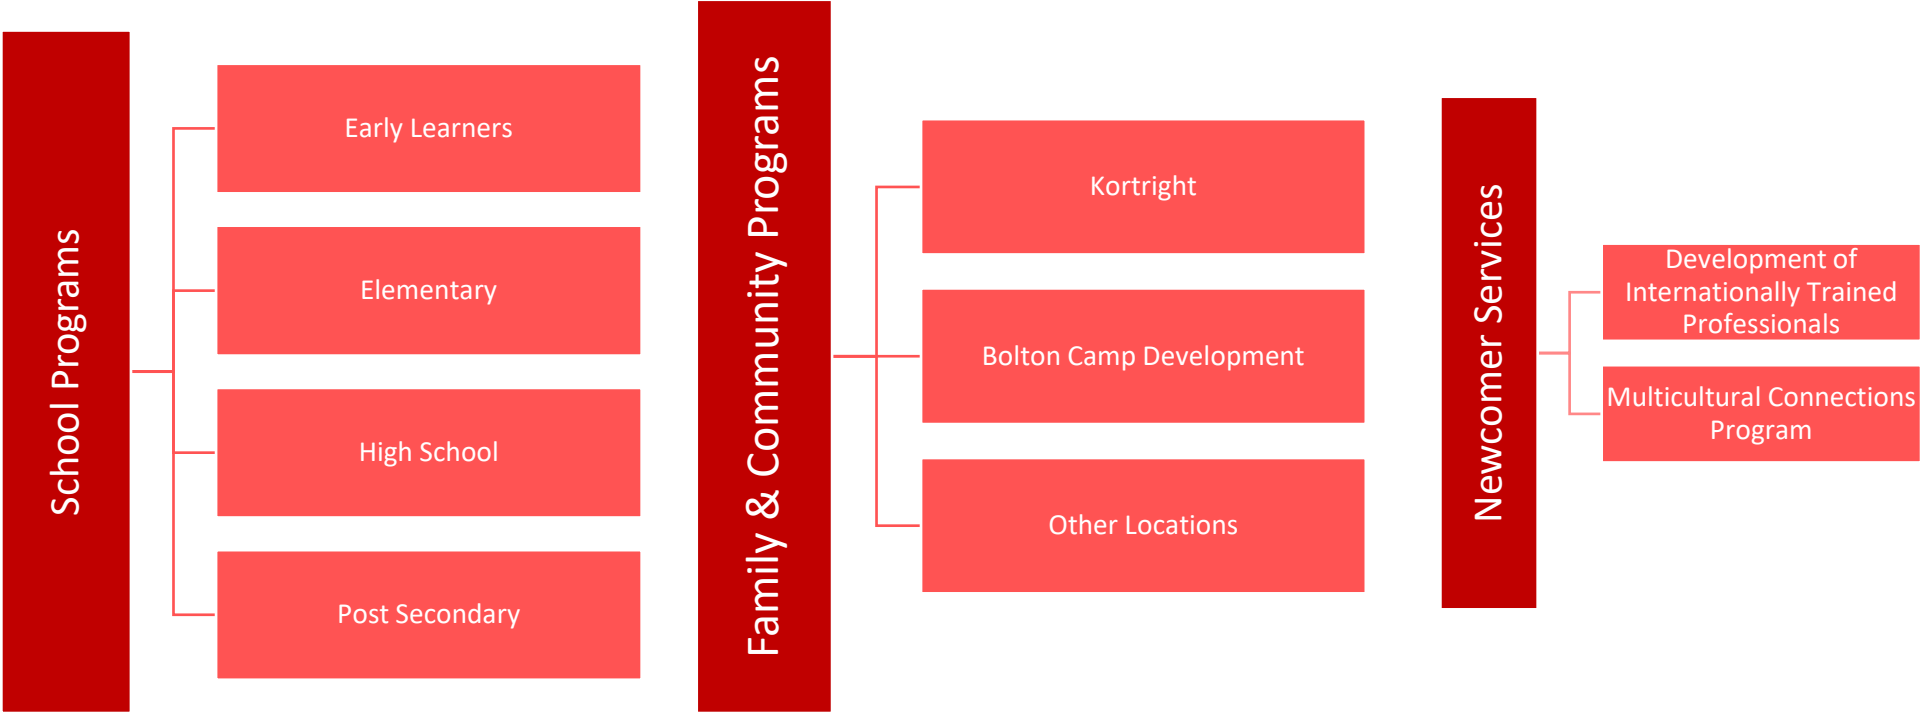 School Programs
Early Learners
Elementary
High School
Post Secondary
Family & Community Programs
Kortright
Bolton Camp Development
Other Locations
Newcomer Services
Development of
Internationally Trained
Professionals
Multicultural Connections
Program